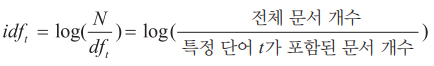 idf_t = log(N/df_t) = log(전체 문서 개수/특정 단어 t가 포함된 문서 개수)